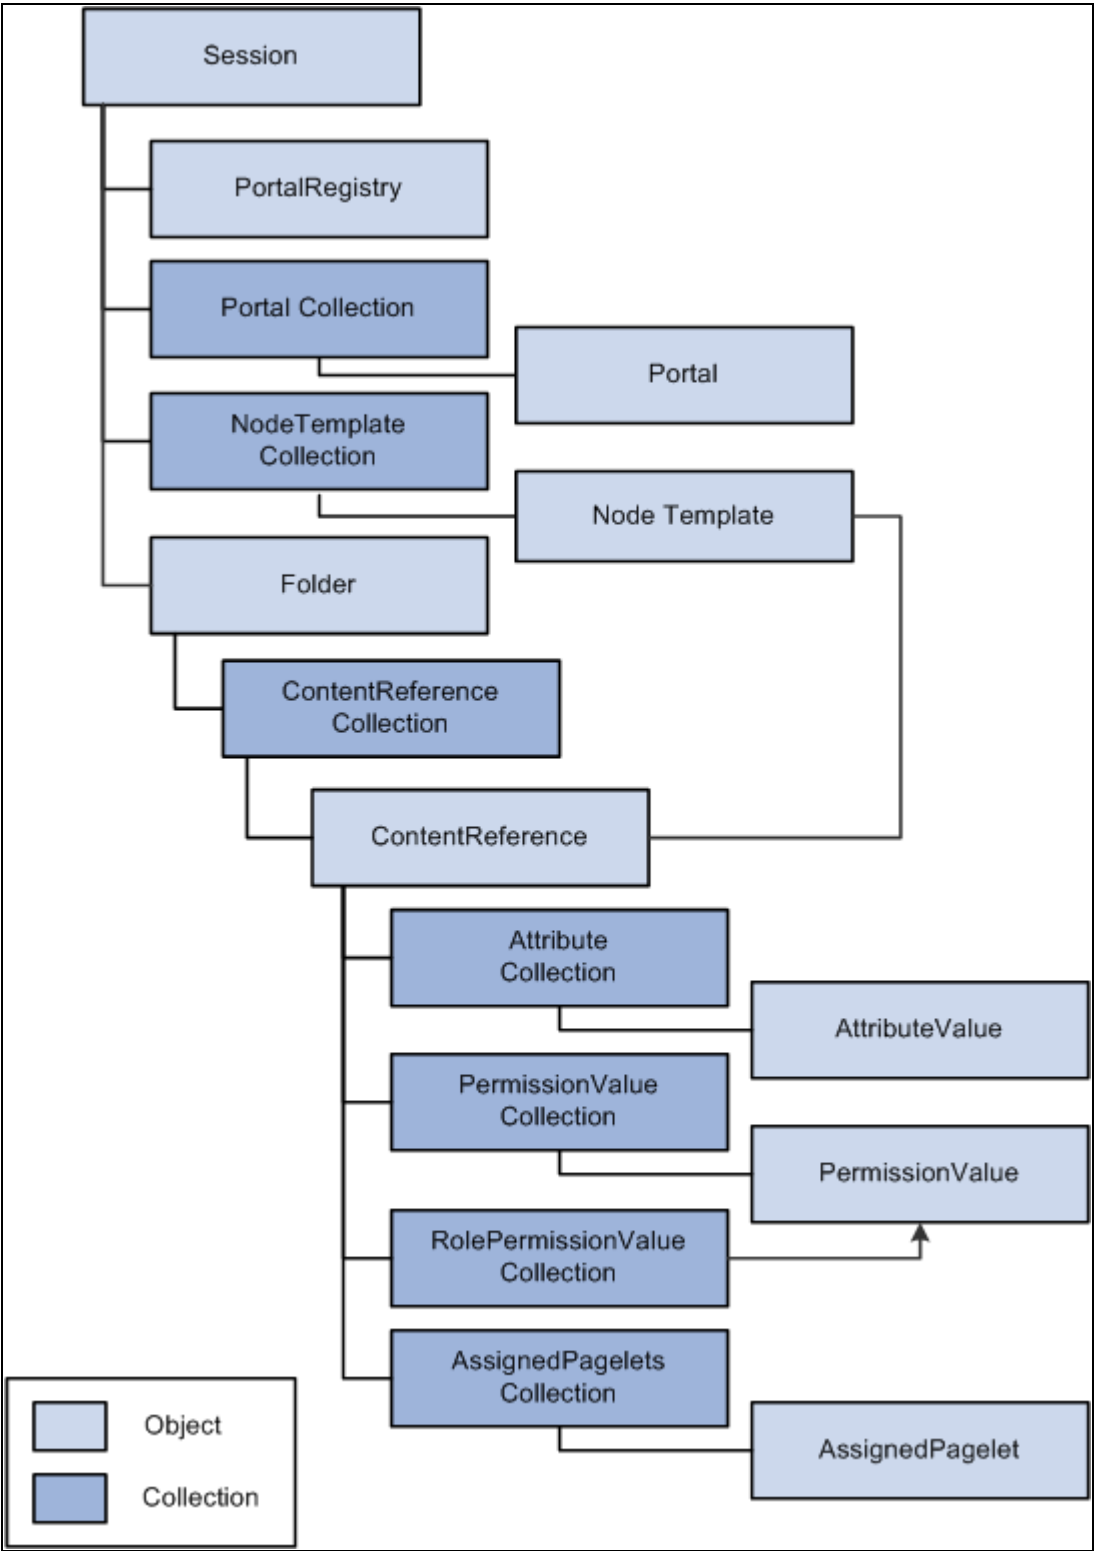 Session
PortalRegistry
Portal Collection
Portal
NodeTemplate
Collection
Node Template
Folder
ContentReference
Collection
ContentReference
Attribute
Collection
AttributeValue
PermissionValue
Collection
PermissionValue
RolePermissionValue
Collection
AssignedPagelets
Collection
AssignedPagelet
Object
Collection